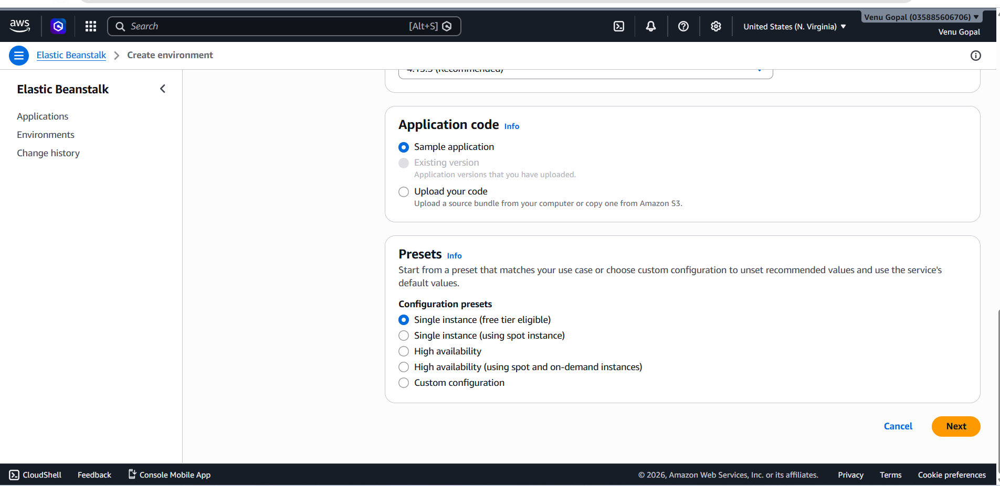 aws
Search [Alt+S]
United States (N. Virginia) ▼
Venu Gopal (035885606706) ▼
Venu Gopal
Elastic Beanstalk > Create environment
Elastic Beanstalk
Applications
Environments
Change history
4.13.3 (Recommended)
Application code Info
Sample application
Existing version
Application versions that you have uploaded.
Upload your code
Upload a source bundle from your computer or copy one from Amazon S3.
Presets Info
Start from a preset that matches your use case or choose custom configuration to unset recommended values and use the service's
default values.
Configuration presets
Single instance (free tier eligible)
Single instance (using spot instance)
High availability
High availability (using spot and on-demand instances)
Custom configuration
Cancel
Next
CloudShell Feedback Console Mobile App © 2026, Amazon Web Services, Inc. or its affiliates. Privacy Terms Cookie preferences